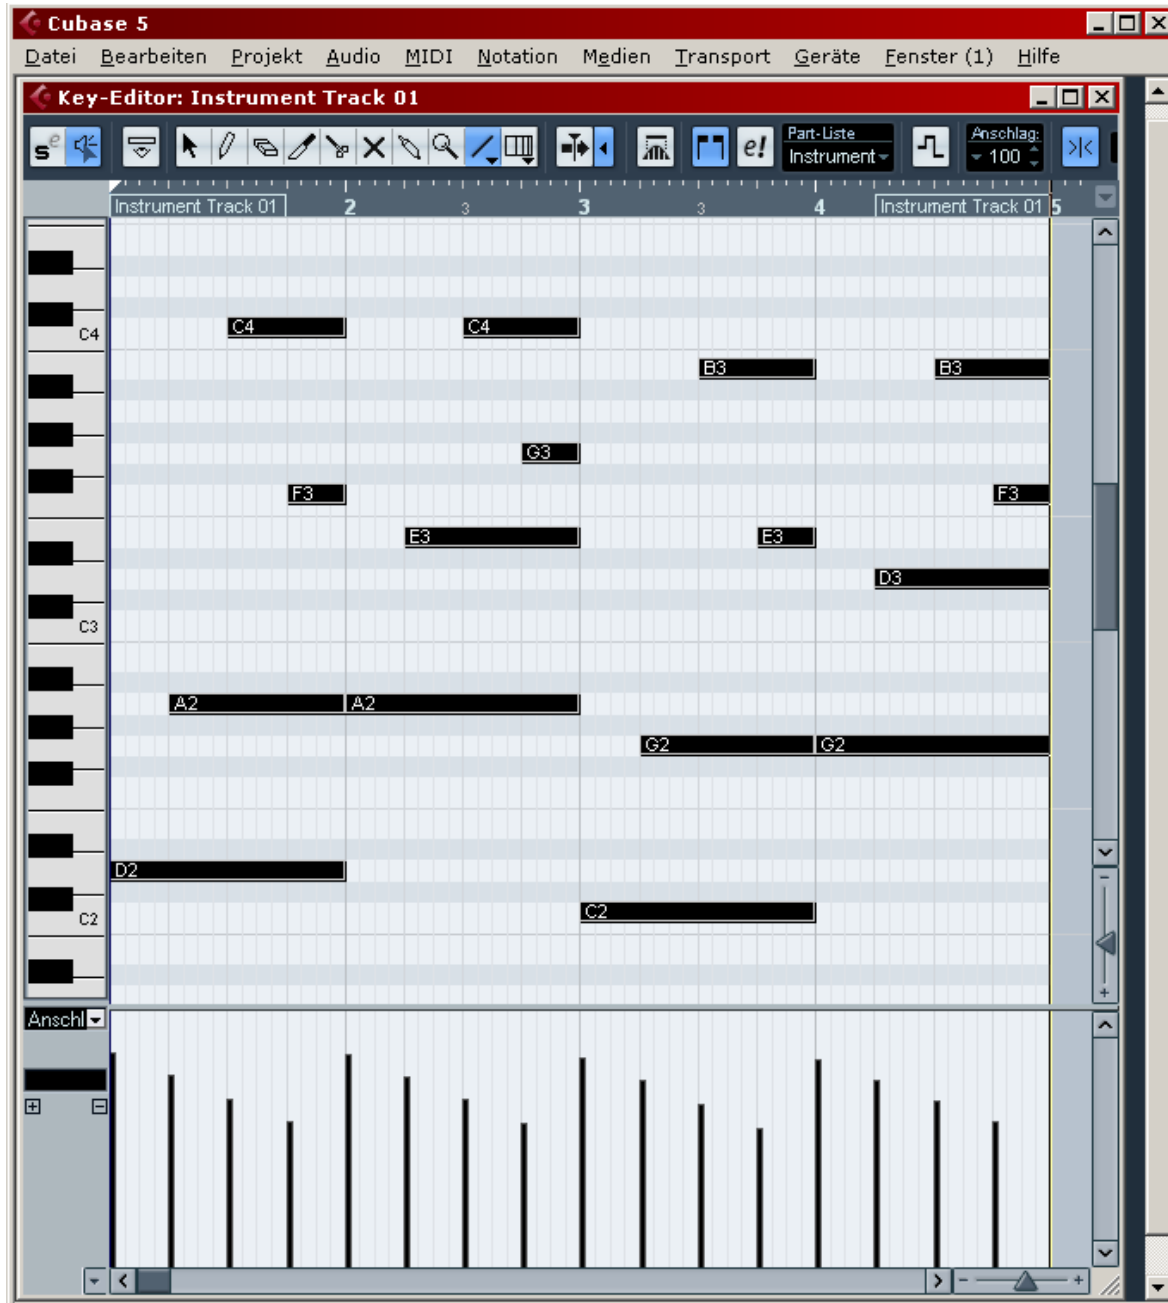 Cubase 5
Datei Bearbeiten Projekt Audio MIDI Notation Medien Transport Geräte Fenster (1) Hilfe
Key-Editor: Instrument Track 01
se e! Part-Liste Anschlag:
Instrument 100
Instrument Track 01 2 3 3 3 4 Instrument Track 01 5
C4 C4 C4
B3 B3
G3
F3 F3
E3 E3
D3
C3
A2 A2
G2 G2
D2
C2 C2
Anschl